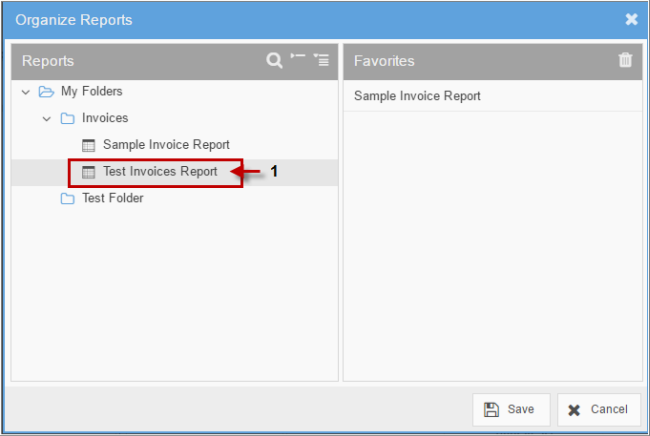 Organize Reports
Reports
Favorites
My Folders
Sample Invoice Report
Invoices
Sample Invoice Report
Test Invoices Report
1
Test Folder
Save
Cancel